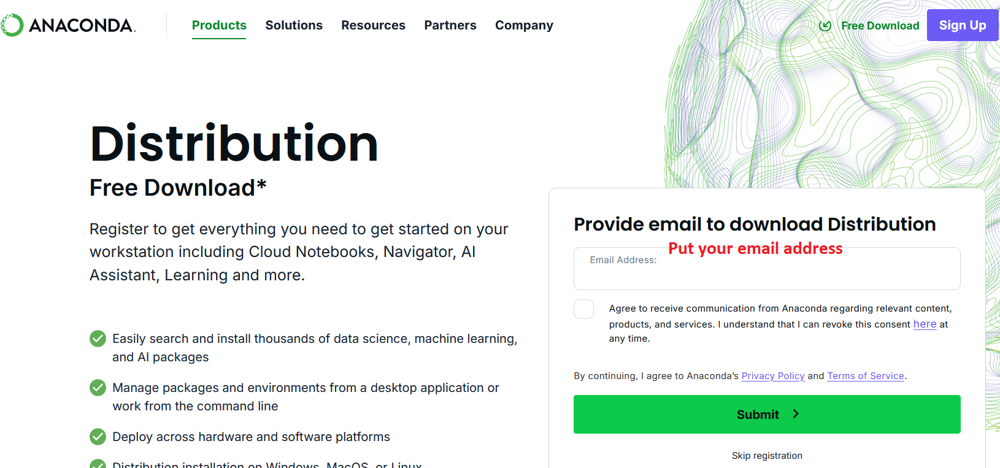 ANACONDA.
Products
Solutions
Resources
Partners
Company
Free Download
Sign Up
Distribution
Free Download*
Register to get everything you need to get started on your
workstation including Cloud Notebooks, Navigator, AI
Assistant, Learning and more.
Easily search and install thousands of data science, machine learning,
and AI packages
Manage packages and environments from a desktop application or
work from the command line
Deploy across hardware and software platforms
Distribution installation on Windows, MacOS, or Linux
Provide email to download Distribution
Put your email address
Email Address:
Agree to receive communication from Anaconda regarding relevant content,
products, and services. I understand that I can revoke this consent here at
any time.
By continuing, I agree to Anaconda’s Privacy Policy and Terms of Service.
Submit
Skip registration